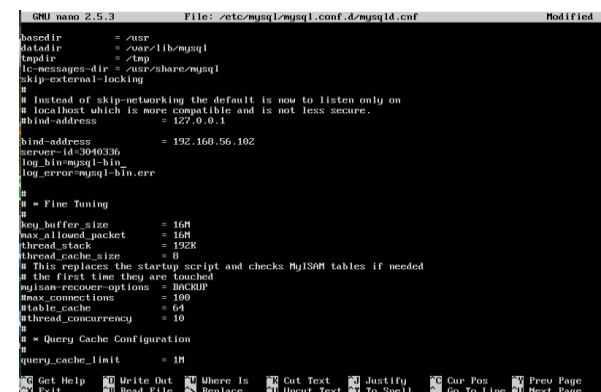 GNU nano 2.5.3 File: /etc/mysql/mysql.conf.d/mysqld.cnf Modified
basedir = /usr
datadir = /var/lib/mysql
tmpdir = /tmp
lc-messages-dir = /usr/share/mysql
skip-external-locking
#
# Instead of skip-networking the default is now to listen only on
# localhost which is more compatible and is not less secure.
#bind-address = 127.0.0.1
bind-address = 192.168.56.102
server-id=3040336
log_bin=mysql-bin_
log_error=mysql-bin.err
#
# * Fine Tuning
#
key_buffer_size = 16M
max_allowed_packet = 16M
thread_stack = 192K
thread_cache_size = 8
# This replaces the startup script and checks MyISAM tables if needed
# the first time they are touched
myisam-recover-options = BACKUP
#max_connections = 100
#table_cache = 64
#thread_concurrency = 10
#
# * Query Cache Configuration
#
query_cache_limit = 1M
^G Get Help ^O Write Out ^W Where Is ^K Cut Text ^J Justify ^C Cur Pos ^Y Prev Page
^X Exit ^R Read File ^\ Replace ^U Uncut Text ^T To Spell ^_ Go To Line ^V Next Page